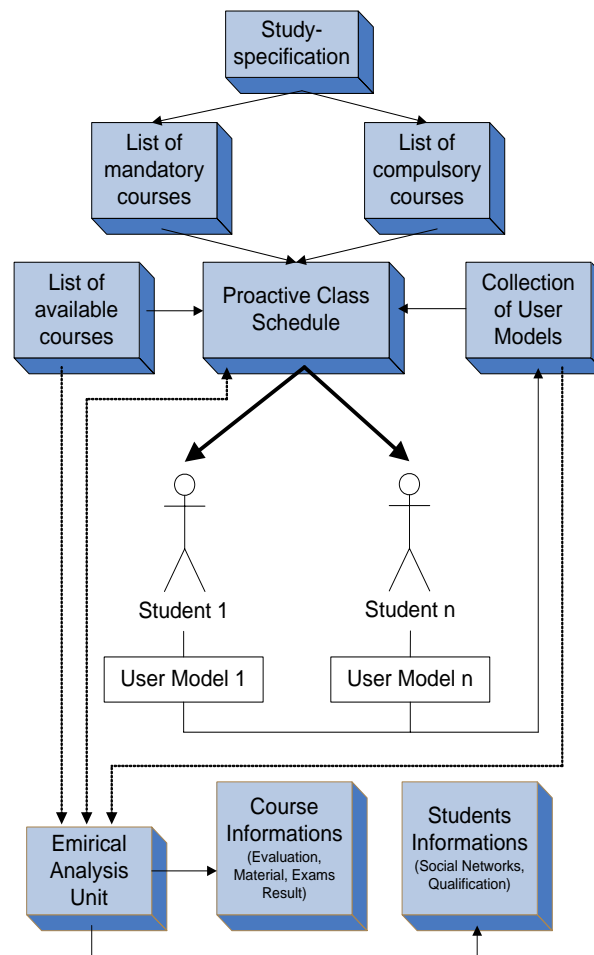 Study-
specification
List of
mandatory
courses
List of
compulsory
courses
List of
available
courses
Proactive Class
Schedule
Collection
of User
Models
Student 1
Student n
User Model 1
User Model n
Emirical
Analysis
Unit
Course
Informations
(Evaluation,
Material, Exams
Result)
Students
Informations
(Social Networks,
Qualification)